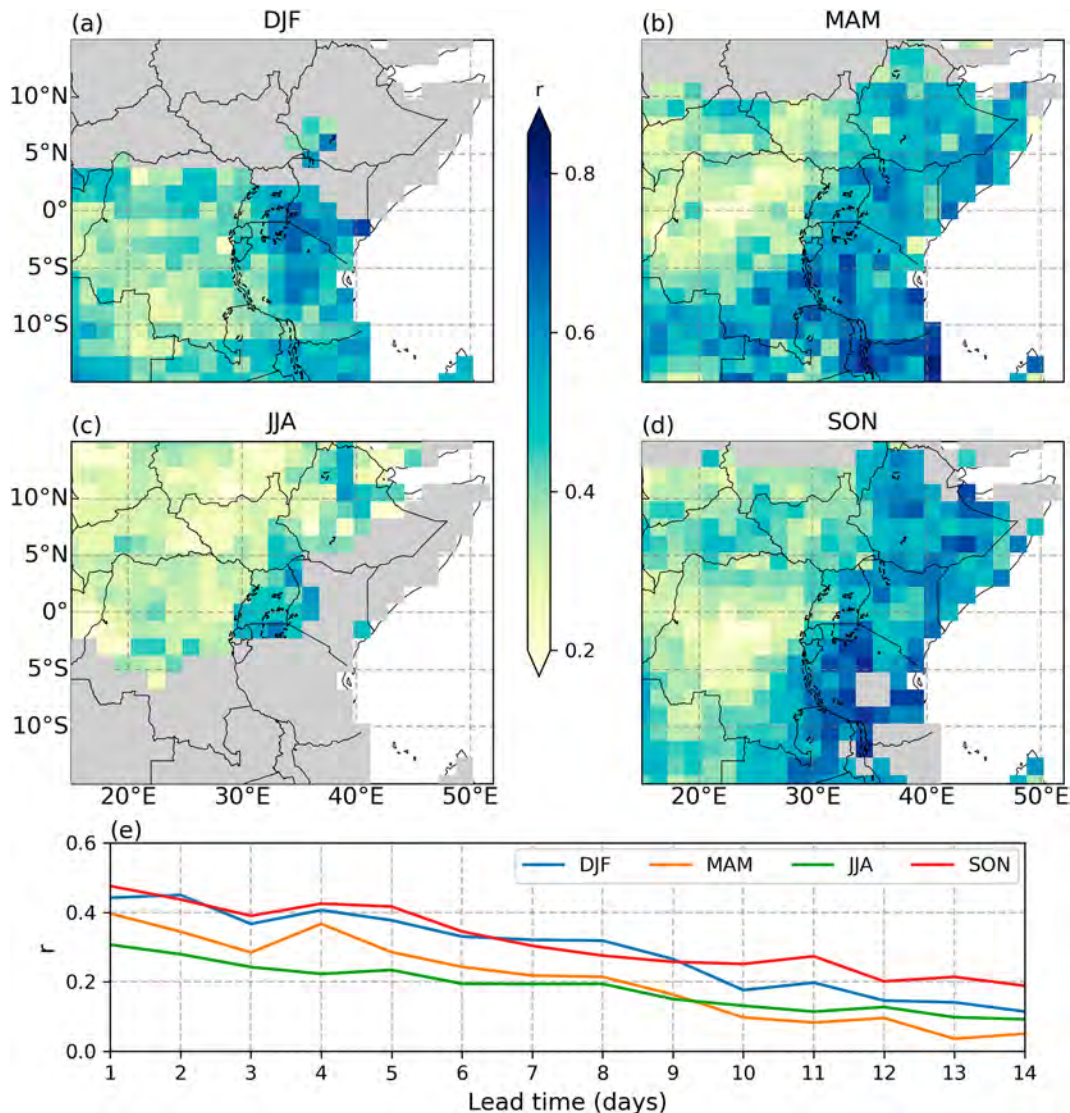 (a) DJF
(b) MAM
10°N
5°N
0°
5°S
10°S
r
0.8
0.6
0.4
0.2
(c) JJA
(d) SON
10°N
5°N
0°
5°S
10°S
20°E 30°E 40°E 50°E
20°E 30°E 40°E 50°E
(e)
DJF MAM JJA SON
0.6
0.4
0.2
0.0
r
1 2 3 4 5 6 7 8 9 10 11 12 13 14
Lead time (days)